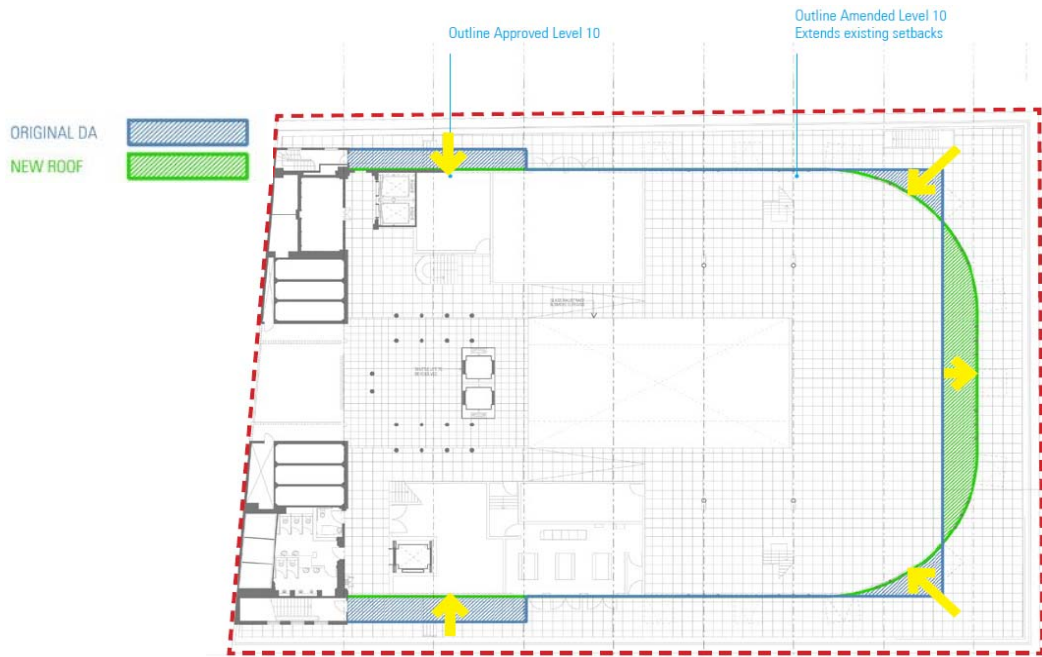 Outline Approved Level 10
Outline Amended Level 10
Extends existing setbacks
ORIGINAL DA
NEW ROOF